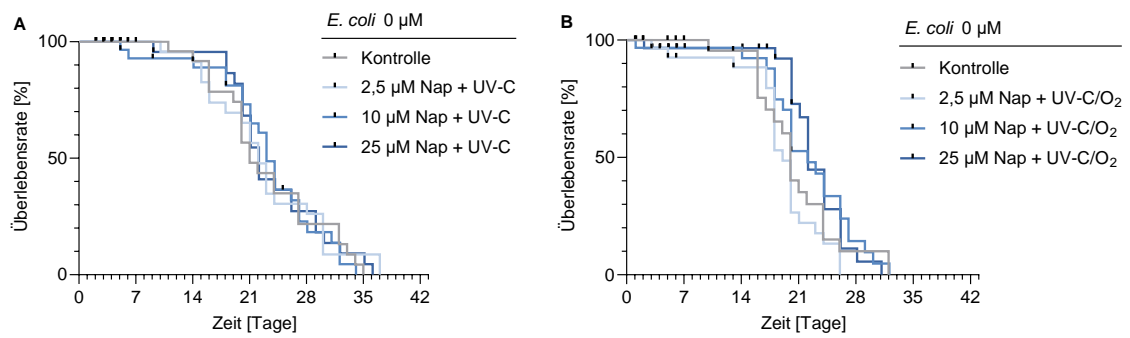 A
E. coli 0 µM
Kontrolle
2,5 µM Nap + UV-C
10 µM Nap + UV-C
25 µM Nap + UV-C
Überlebensrate [%]
100
50
0
0 7 14 21 28 35 42
Zeit [Tage]
B
E. coli 0 µM
Kontrolle
2,5 µM Nap + UV-C/O₂
10 µM Nap + UV-C/O₂
25 µM Nap + UV-C/O₂
Überlebensrate [%]
100
50
0
0 7 14 21 28 35 42
Zeit [Tage]